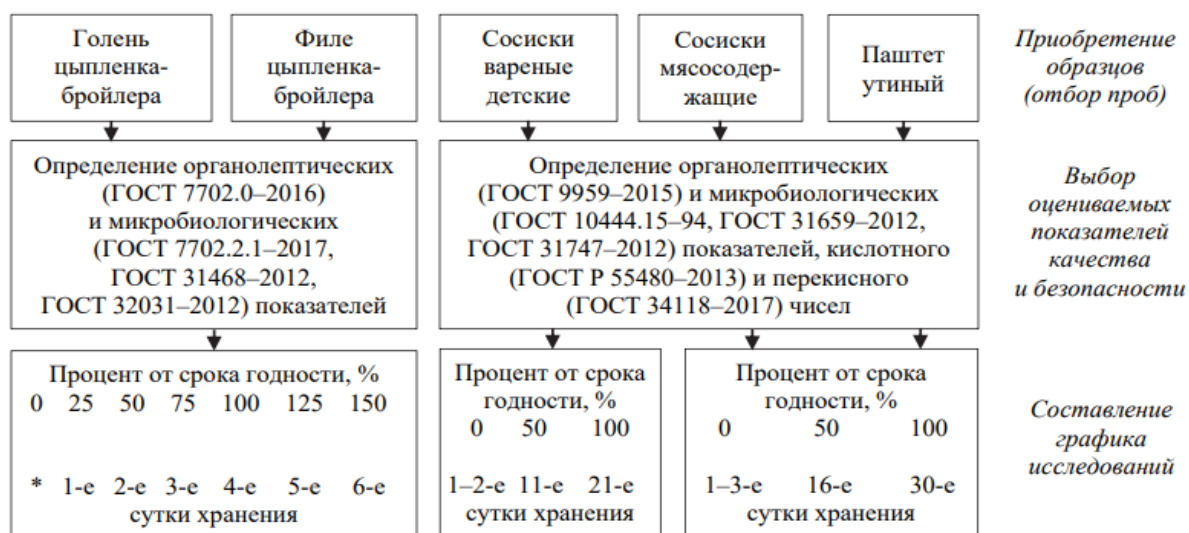 Голень
цыпленка-
бройлера
Филе
цыпленка-
бройлера
Сосиски
вареные
детские
Сосиски
мясосодер-
жащие
Паштет
утиный
Приобретение
образцов
(отбор проб)
Определение органолептических
(ГОСТ 7702.0–2016)
и микробиологических
(ГОСТ 7702.2.1–2017,
ГОСТ 31468–2012,
ГОСТ 32031–2012) показателей
Определение органолептических
(ГОСТ 9959–2015) и микробиологических
(ГОСТ 10444.15–94, ГОСТ 31659–2012,
ГОСТ 31747–2012) показателей, кислотного
(ГОСТ Р 55480–2013) и перекисного
(ГОСТ 34118–2017) чисел
Выбор
оцениваемых
показателей
качества
и безопасности
Процент от срока годности, %
0 25 50 75 100 125 150
* 1-е 2-е 3-е 4-е 5-е 6-е
сутки хранения
Процент от срока
годности, %
0 50 100
1–2-е 11-е 21-е
сутки хранения
Процент от срока
годности, %
0 50 100
1–3-е 16-е 30-е
сутки хранения
Составление
графика
исследований